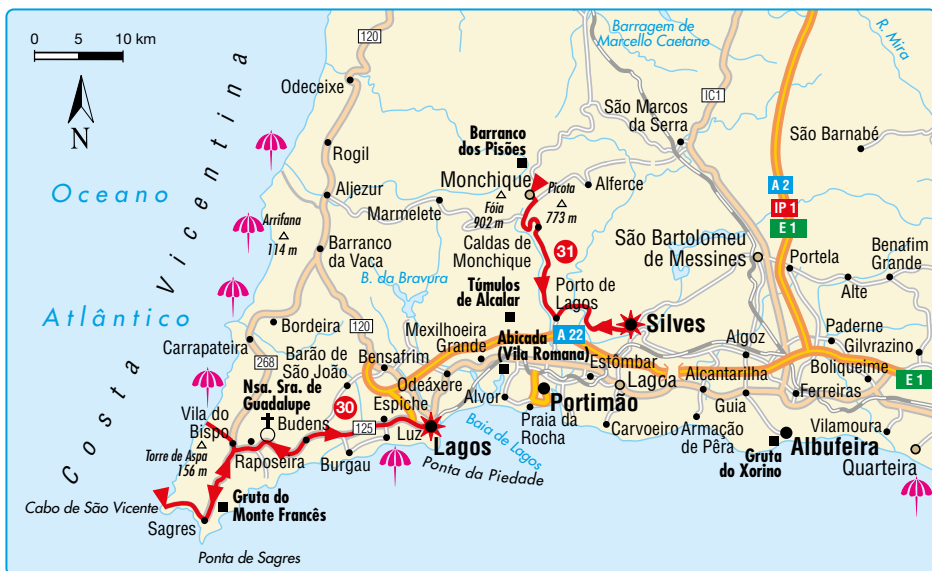 0 5 10 km
N
Costa Vicentina
Oceano
Atlântico
120
Odeceixe
Rogil
Aljezur
Arrifana
114 m
Barranco
da Vaca
Marmelete
Bordeira
Carrapateira
268
120
B. da Bravura
Barragem de
Marcello Caetano
R. Mira
IC1
São Marcos
da Serra
São Barnabé
Barranco
dos Pisões
Monchique
Picota
773 m
Fóia
902 m
Alferce
Caldas de
Monchique
31
A 2
IP 1
E 1
São Bartolomeu
de Messines
Portela
Benafim
Grande
Alte
Túmulos
de Alcalar
Porto de
Lagos
Silves
A 22
Mexilhoeira
Grande
Abicada
(Vila Romana)
Estômbar
Lagoa
Algoz
Alcantarilha
Paderne
Gilvrazino
Boliqueime
E 1
Ferreiras
Guia
Barão de
São João
Bensafrim
Odeáxere
Alvor
Portimão
Praia da
Rocha
Carvoeiro
Armação
de Pêra
Gruta
do Xorino
Albufeira
Vilamoura
Quarteira
Nsa. Sra. de
Guadalupe
30
Espiche
125
Vila do
Bispo
Budens
Luz
Lagos
Baia de Lagos
Torre de Aspa
156 m
Raposeira
Burgau
Ponta da Piedade
Gruta do
Monte Francês
Cabo de São Vicente
Sagres
Ponta de Sagres